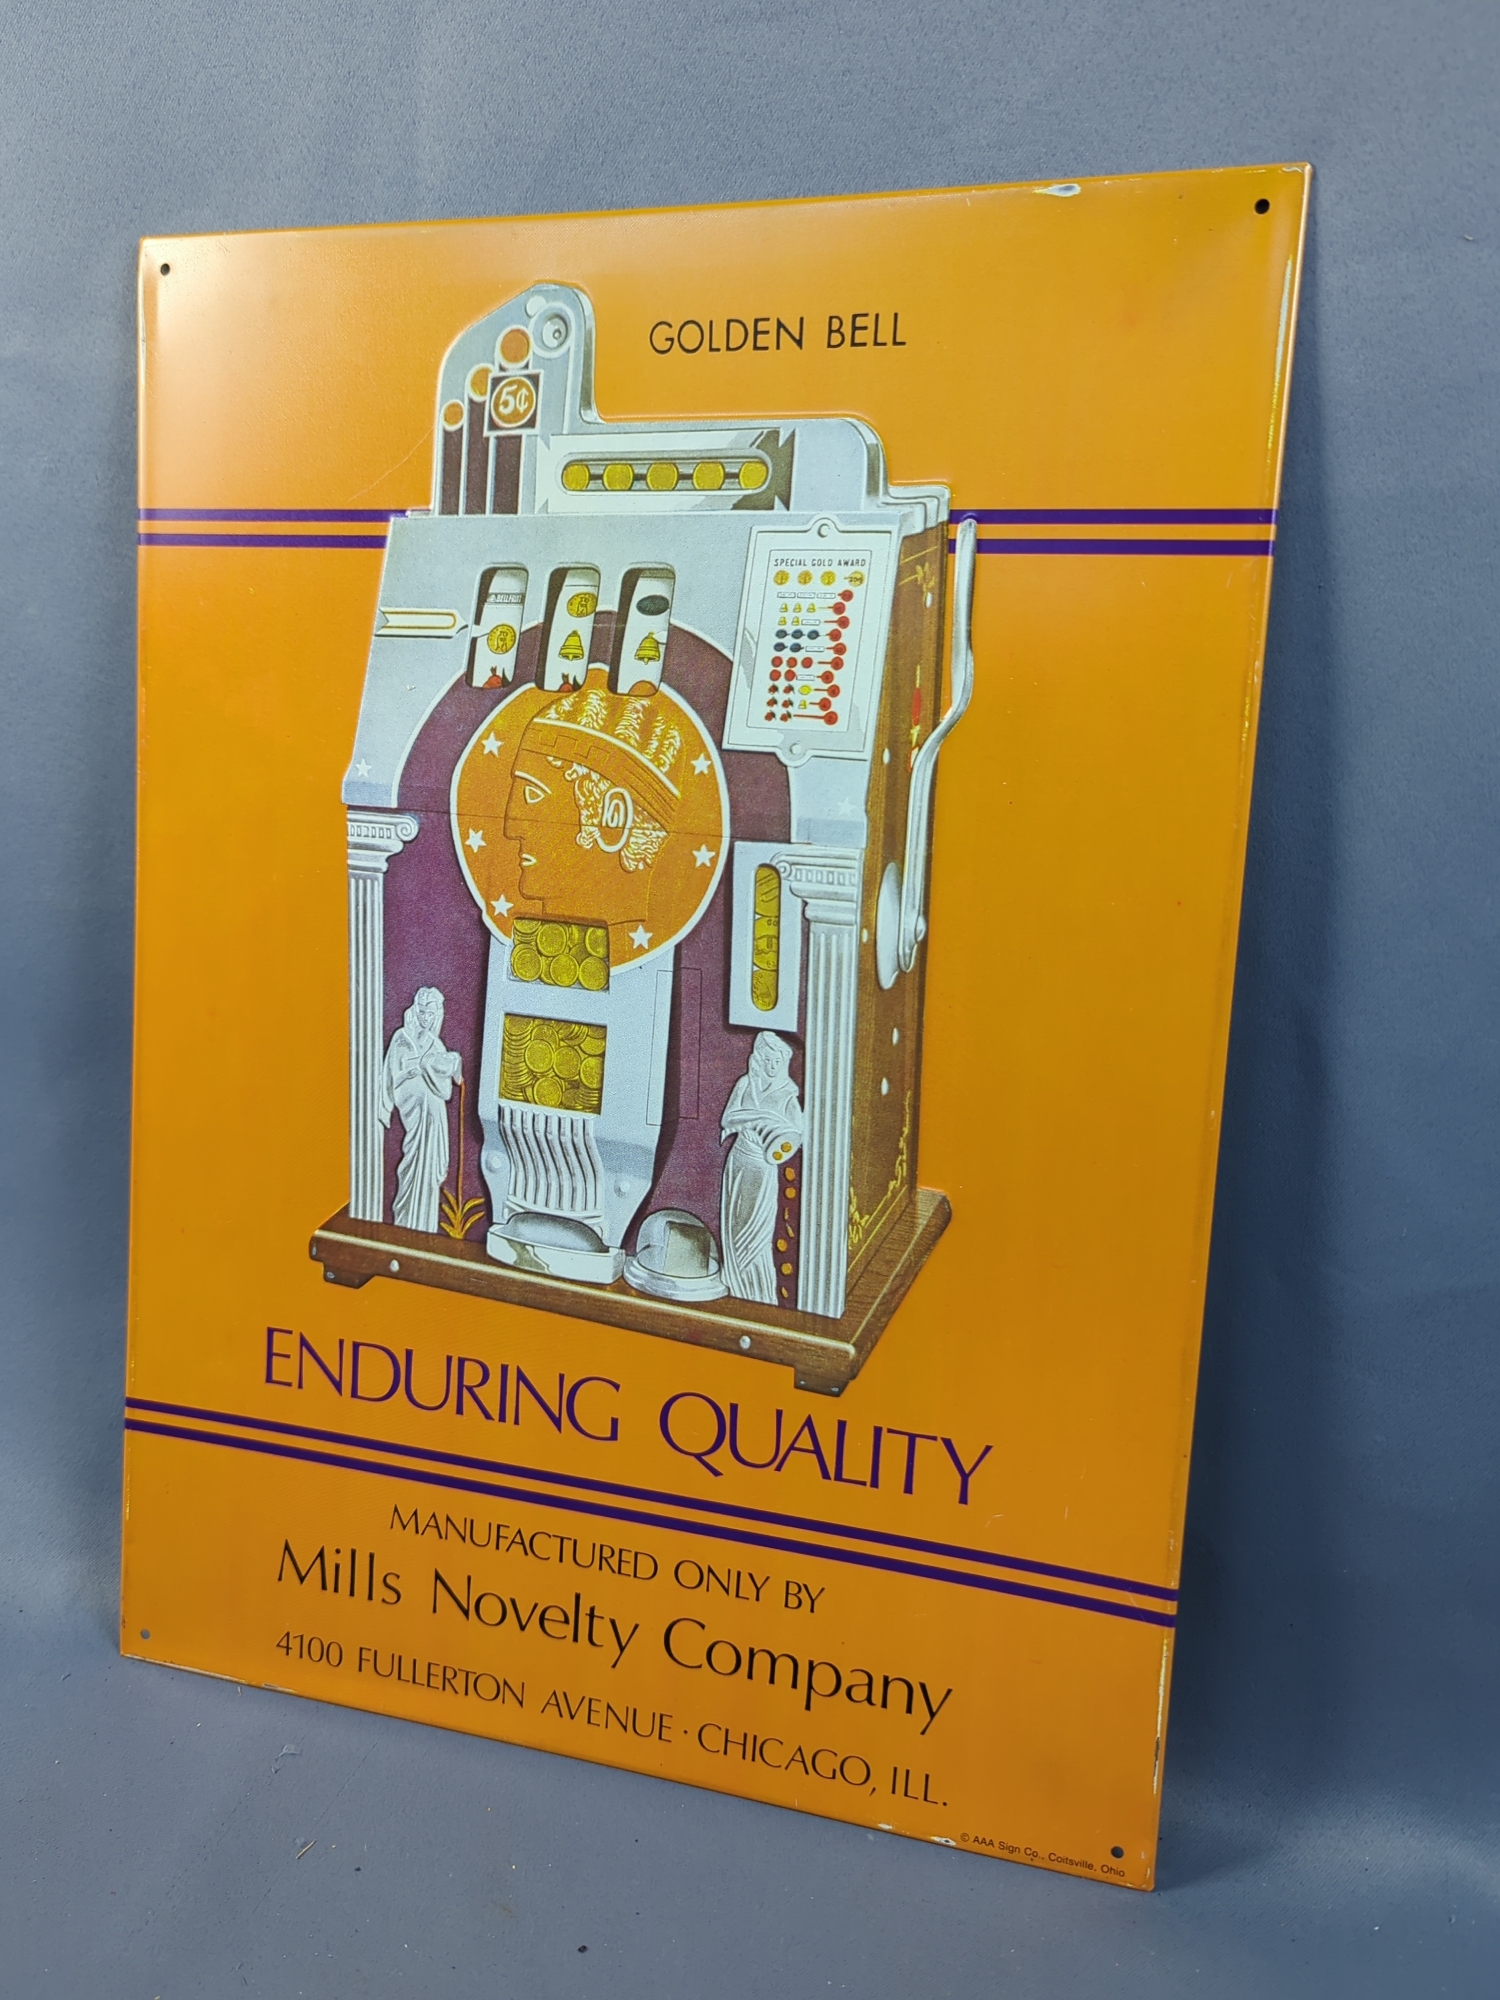 GOLDEN BELL
5¢
SPECIAL GOLD AWARD
ENDURING QUALITY
MANUFACTURED ONLY BY
Mills Novelty Company
4100 FULLERTON AVENUE · CHICAGO, ILL.
© AAA Sign Co., Coitsville, Ohio